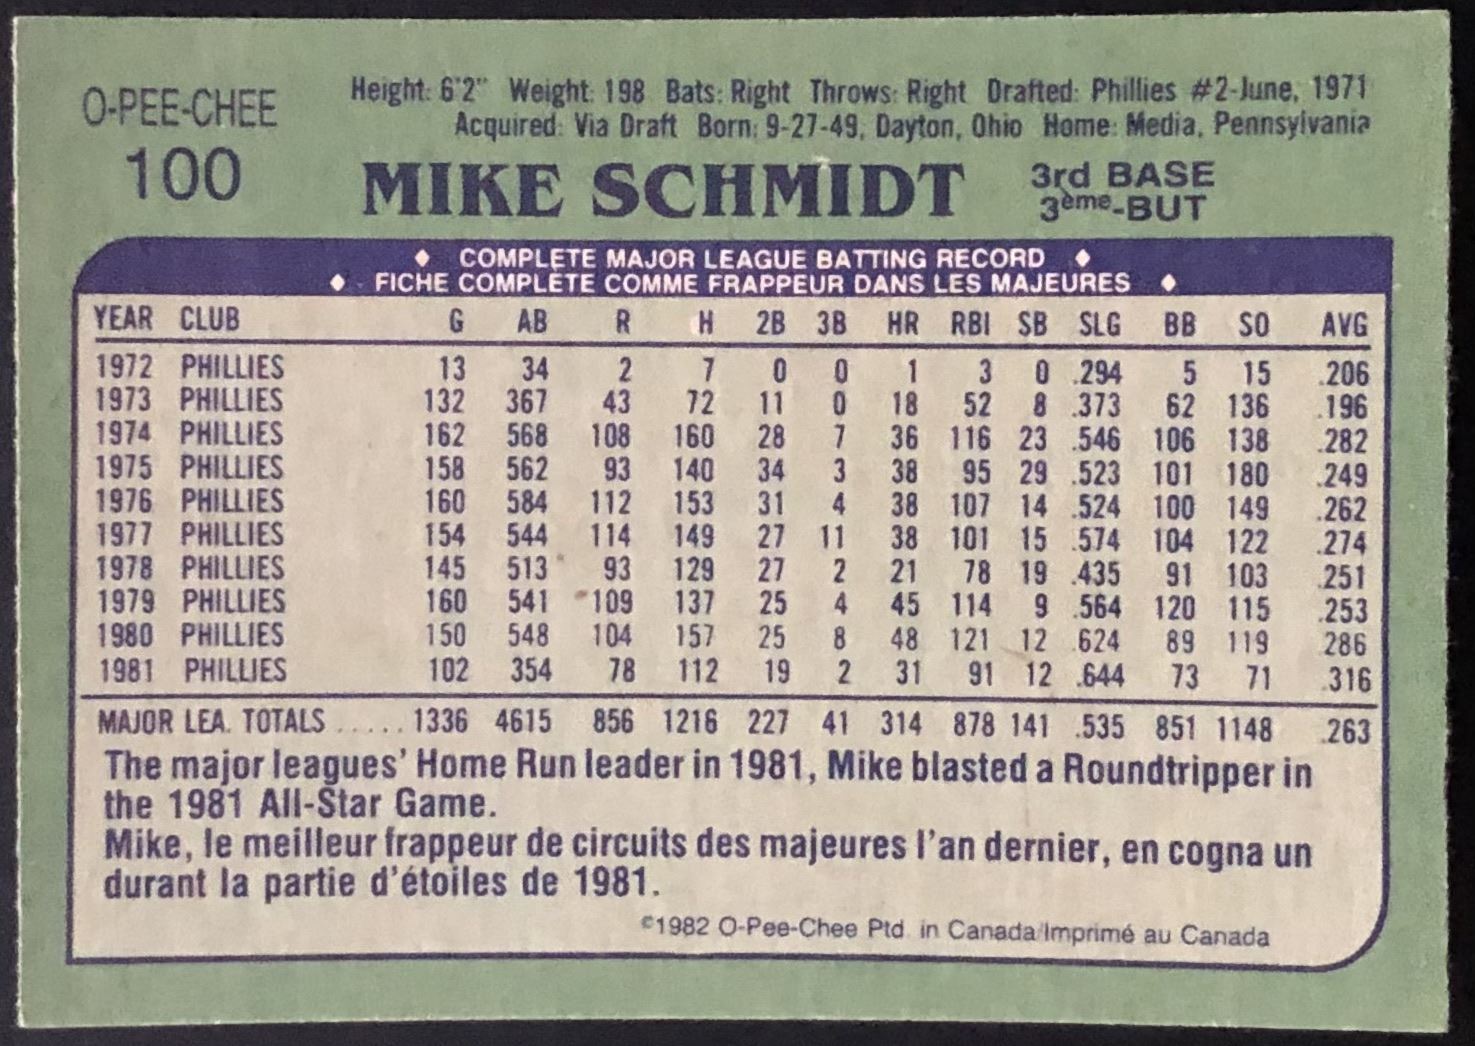 O-PEE-CHEE
100
Height: 6'2" Weight: 198 Bats: Right Throws: Right Drafted: Phillies #2-June, 1971
Acquired: Via Draft Born: 9-27-49, Dayton, Ohio Home: Media, Pennsylvania
MIKE SCHMIDT
3rd BASE
3ème-BUT
♦ COMPLETE MAJOR LEAGUE BATTING RECORD ♦
♦ FICHE COMPLÈTE COMME FRAPPEUR DANS LES MAJEURES ♦
YEAR CLUB G AB R H 2B 3B HR RBI SB SLG BB SO AVG
1972 PHILLIES 13 34 2 7 0 0 1 3 0 .294 5 15 .206
1973 PHILLIES 132 367 43 72 11 0 18 52 8 .373 62 136 .196
1974 PHILLIES 162 568 108 160 28 7 36 116 23 .546 106 138 .282
1975 PHILLIES 158 562 93 140 34 3 38 95 29 .523 101 180 .249
1976 PHILLIES 160 584 112 153 31 4 38 107 14 .524 100 149 .262
1977 PHILLIES 154 544 114 149 27 11 38 101 15 .574 104 122 .274
1978 PHILLIES 145 513 93 129 27 2 21 78 19 .435 91 103 .251
1979 PHILLIES 160 541 109 137 25 4 45 114 9 .564 120 115 .253
1980 PHILLIES 150 548 104 157 25 8 48 121 12 .624 89 119 .286
1981 PHILLIES 102 354 78 112 19 2 31 91 12 .644 73 71 .316
MAJOR LEA. TOTALS ..... 1336 4615 856 1216 227 41 314 878 141 .535 851 1148 .263
The major leagues' Home Run leader in 1981, Mike blasted a Roundtripper in
the 1981 All-Star Game.
Mike, le meilleur frappeur de circuits des majeures l'an dernier, en cogna un
durant la partie d'étoiles de 1981.
©1982 O-Pee-Chee Ptd. in Canada/Imprimé au Canada